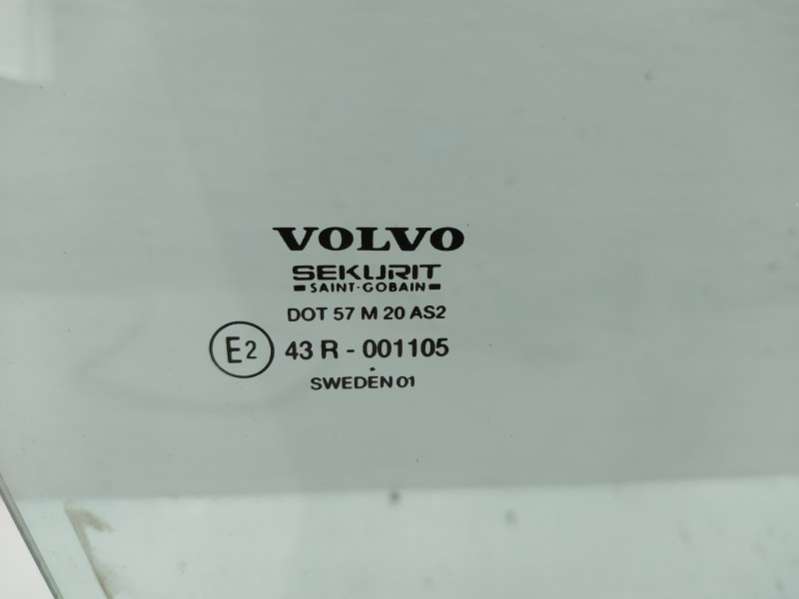 VOLVO
SEKURIT
SAINT-GOBAIN
DOT 57 M 20 AS2
E2 43 R - 001105
SWEDEN 01